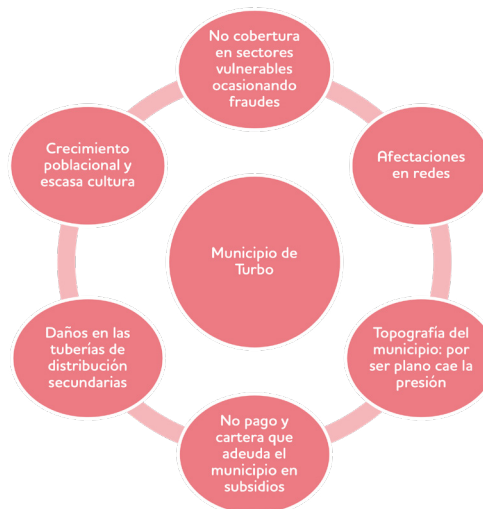 No cobertura
en sectores
vulnerables
ocasionando
fraudes
Afectaciones
en redes
Topografía del
municipio: por
ser plano cae la
presión
No pago y
cartera que
adeuda el
municipio en
subsidios
Daños en las
tuberías de
distribución
secundarias
Crecimiento
poblacional y
escasa cultura
Municipio de
Turbo